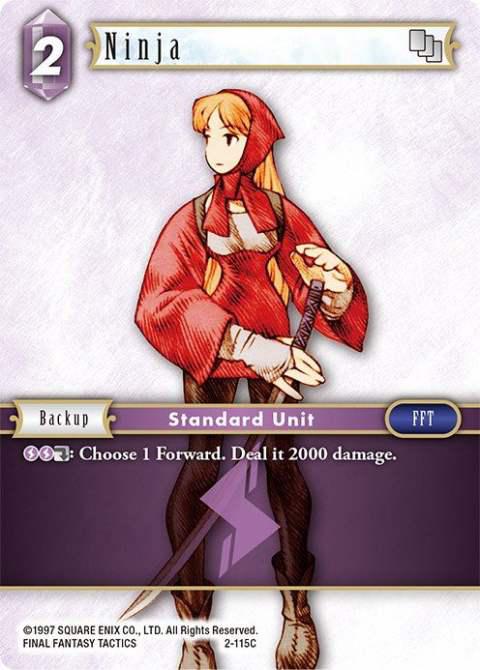 2
Ninja
Backup
Standard Unit
FFT
: Choose 1 Forward. Deal it 2000 damage.
©1997 SQUARE ENIX CO., LTD. All Rights Reserved.
FINAL FANTASY TACTICS
2-115C